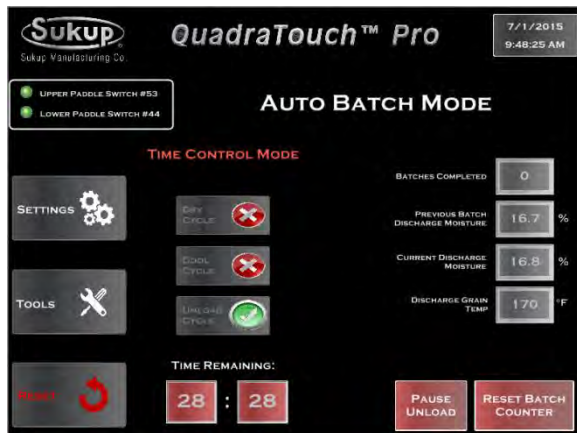 Sukup
Sukup Manufacturing Co.
QuadraTouch™ Pro
7/1/2015
9:48:25 AM
UPPER PADDLE SWITCH #53
LOWER PADDLE SWITCH #44
AUTO BATCH MODE
TIME CONTROL MODE
BATCHES COMPLETED
0
SETTINGS
DRY
CYCLE
PREVIOUS BATCH
DISCHARGE MOISTURE
16.7 %
COOL
CYCLE
CURRENT DISCHARGE
MOISTURE
16.8 %
TOOLS
UNLOAD
CYCLE
DISCHARGE GRAIN
TEMP
170 °F
TIME REMAINING:
RESET
28 : 28
PAUSE
UNLOAD
RESET BATCH
COUNTER